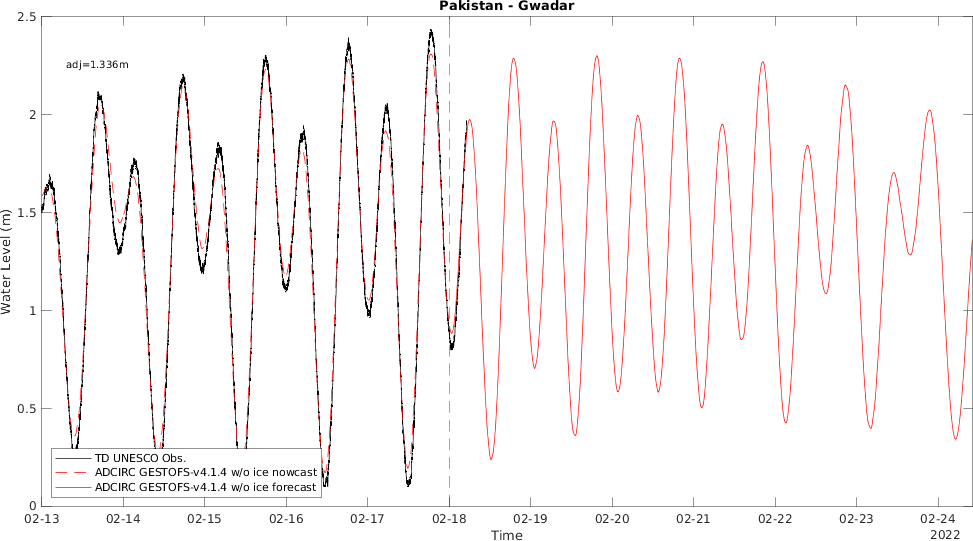 Pakistan - Gwadar
adj=1.336m
Water Level (m)
2.5
2
1.5
1
0.5
0
TD UNESCO Obs.
ADCIRC GESTOFS-v4.1.4 w/o ice nowcast
ADCIRC GESTOFS-v4.1.4 w/o ice forecast
02-13 02-14 02-15 02-16 02-17 02-18 02-19 02-20 02-21 02-22 02-23 02-24
Time
2022